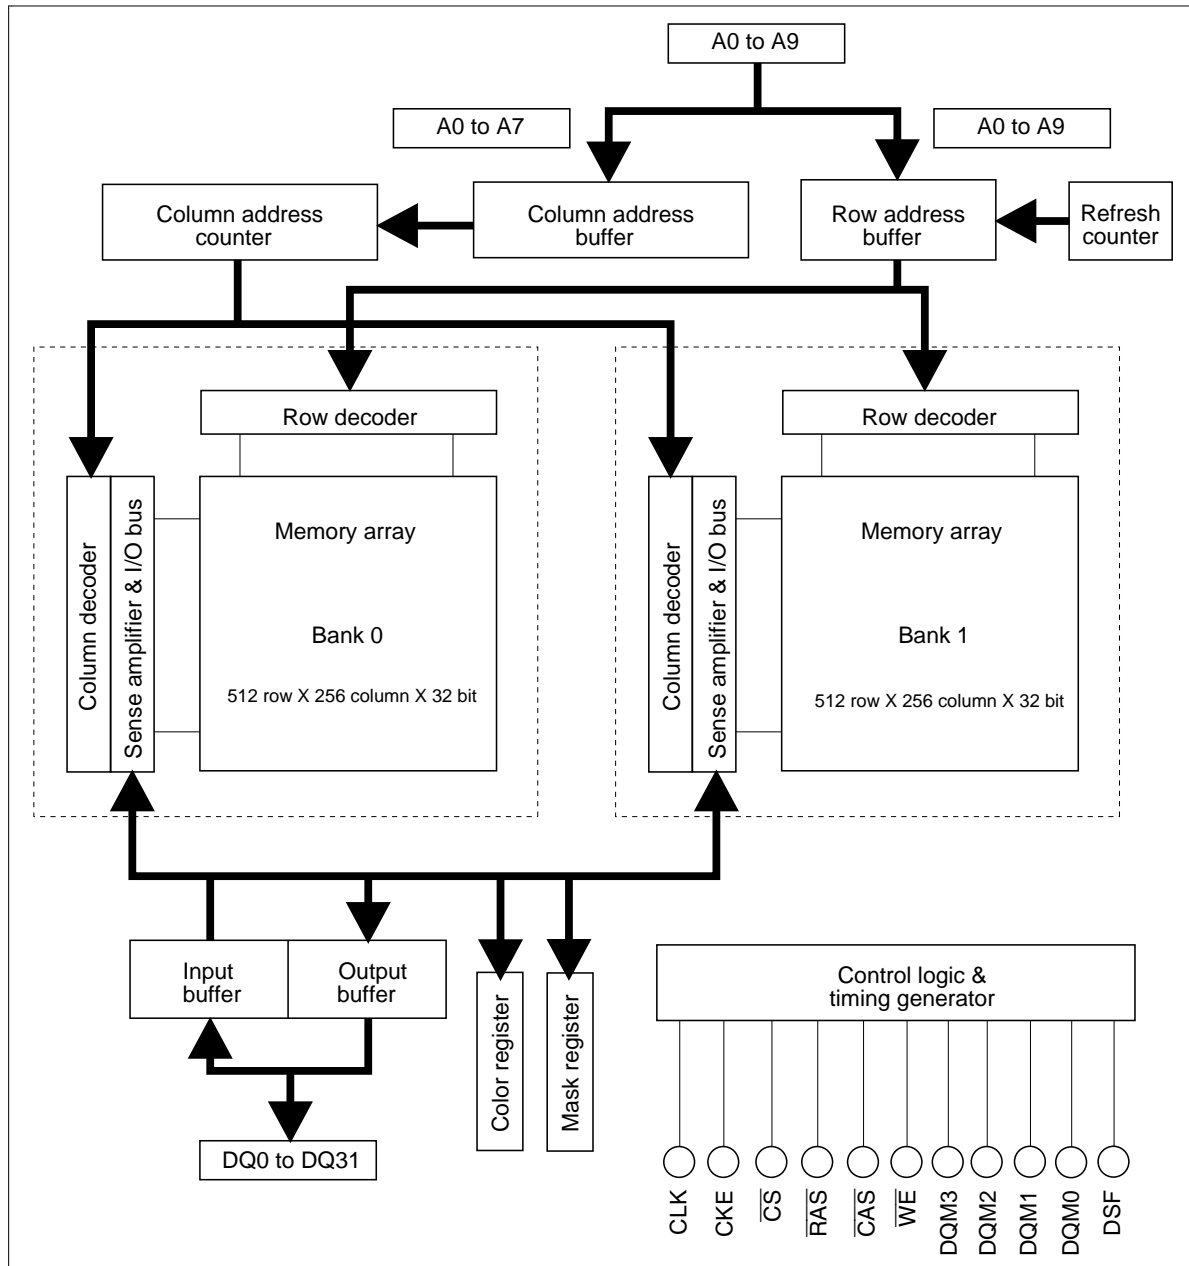 A0 to A9
A0 to A7
A0 to A9
Column address
counter
Column address
buffer
Row address
buffer
Refresh
counter
Row decoder
Row decoder
Column decoder
Sense amplifier & I/O bus
Memory array
Bank 0
512 row X 256 column X 32 bit
Column decoder
Sense amplifier & I/O bus
Memory array
Bank 1
512 row X 256 column X 32 bit
Input
buffer
Output
buffer
Color register
Mask register
Control logic &
timing generator
DQ0 to DQ31
CLK
CKE
C̅S̅
R̅A̅S̅
C̅A̅S̅
W̅E̅
DQM3
DQM2
DQM1
DQM0
DSF